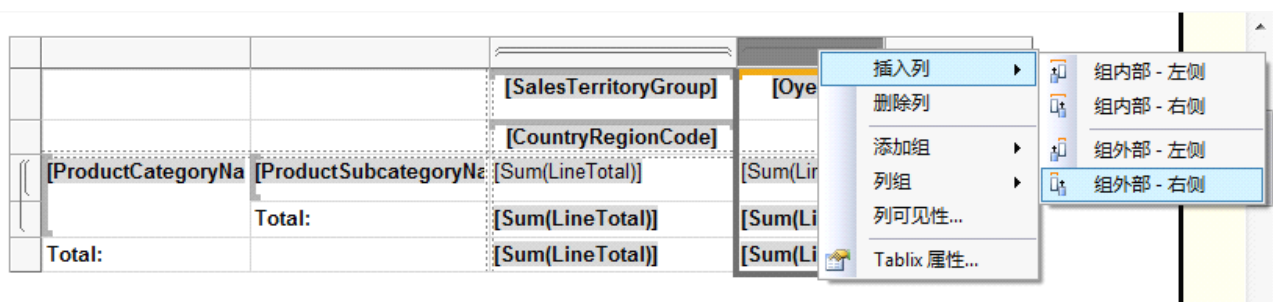 [SalesTerritoryGroup] [Oye
[CountryRegionCode]
[ProductCategoryNa [ProductSubcategoryNa [Sum(LineTotal)] [Sum(Lin
Total: [Sum(LineTotal)] [Sum(Li
Total: [Sum(LineTotal)] [Sum(Li
插入列
删除列
添加组
列组
列可见性...
Tablix 属性...
组内部 - 左侧
组内部 - 右侧
组外部 - 左侧
组外部 - 右侧